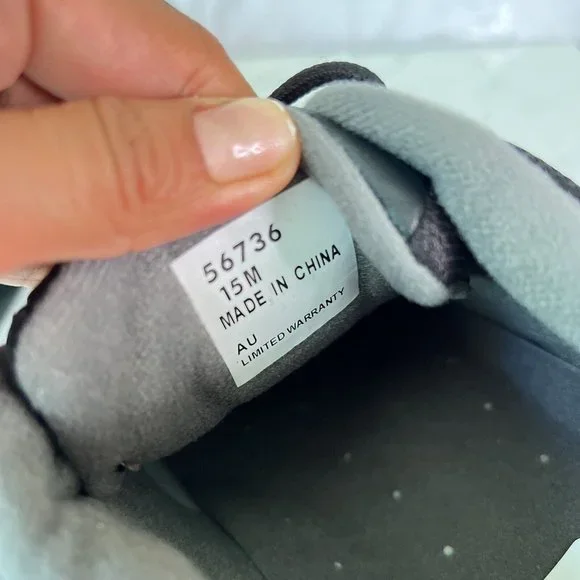 56736
15M
MADE IN CHINA
AU
LIMITED WARRANTY